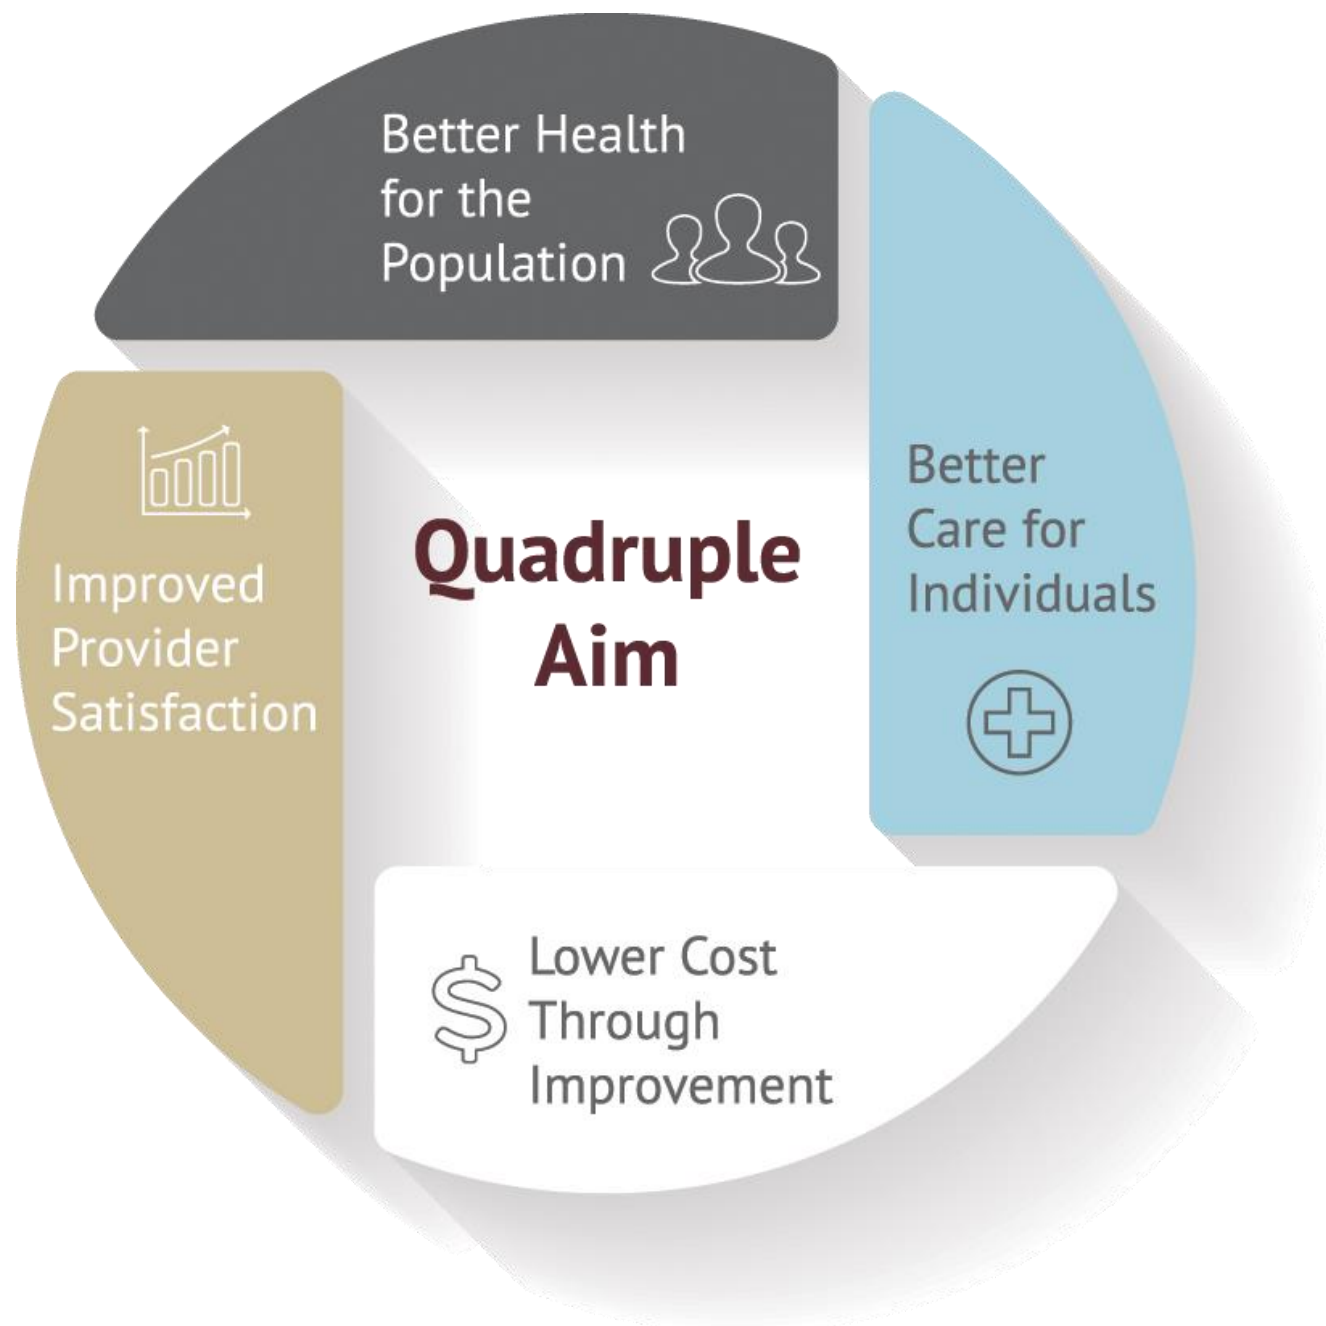 Better Health
for the
Population
Better
Care for
Individuals
Quadruple
Aim
Improved
Provider
Satisfaction
$ Lower Cost
Through
Improvement